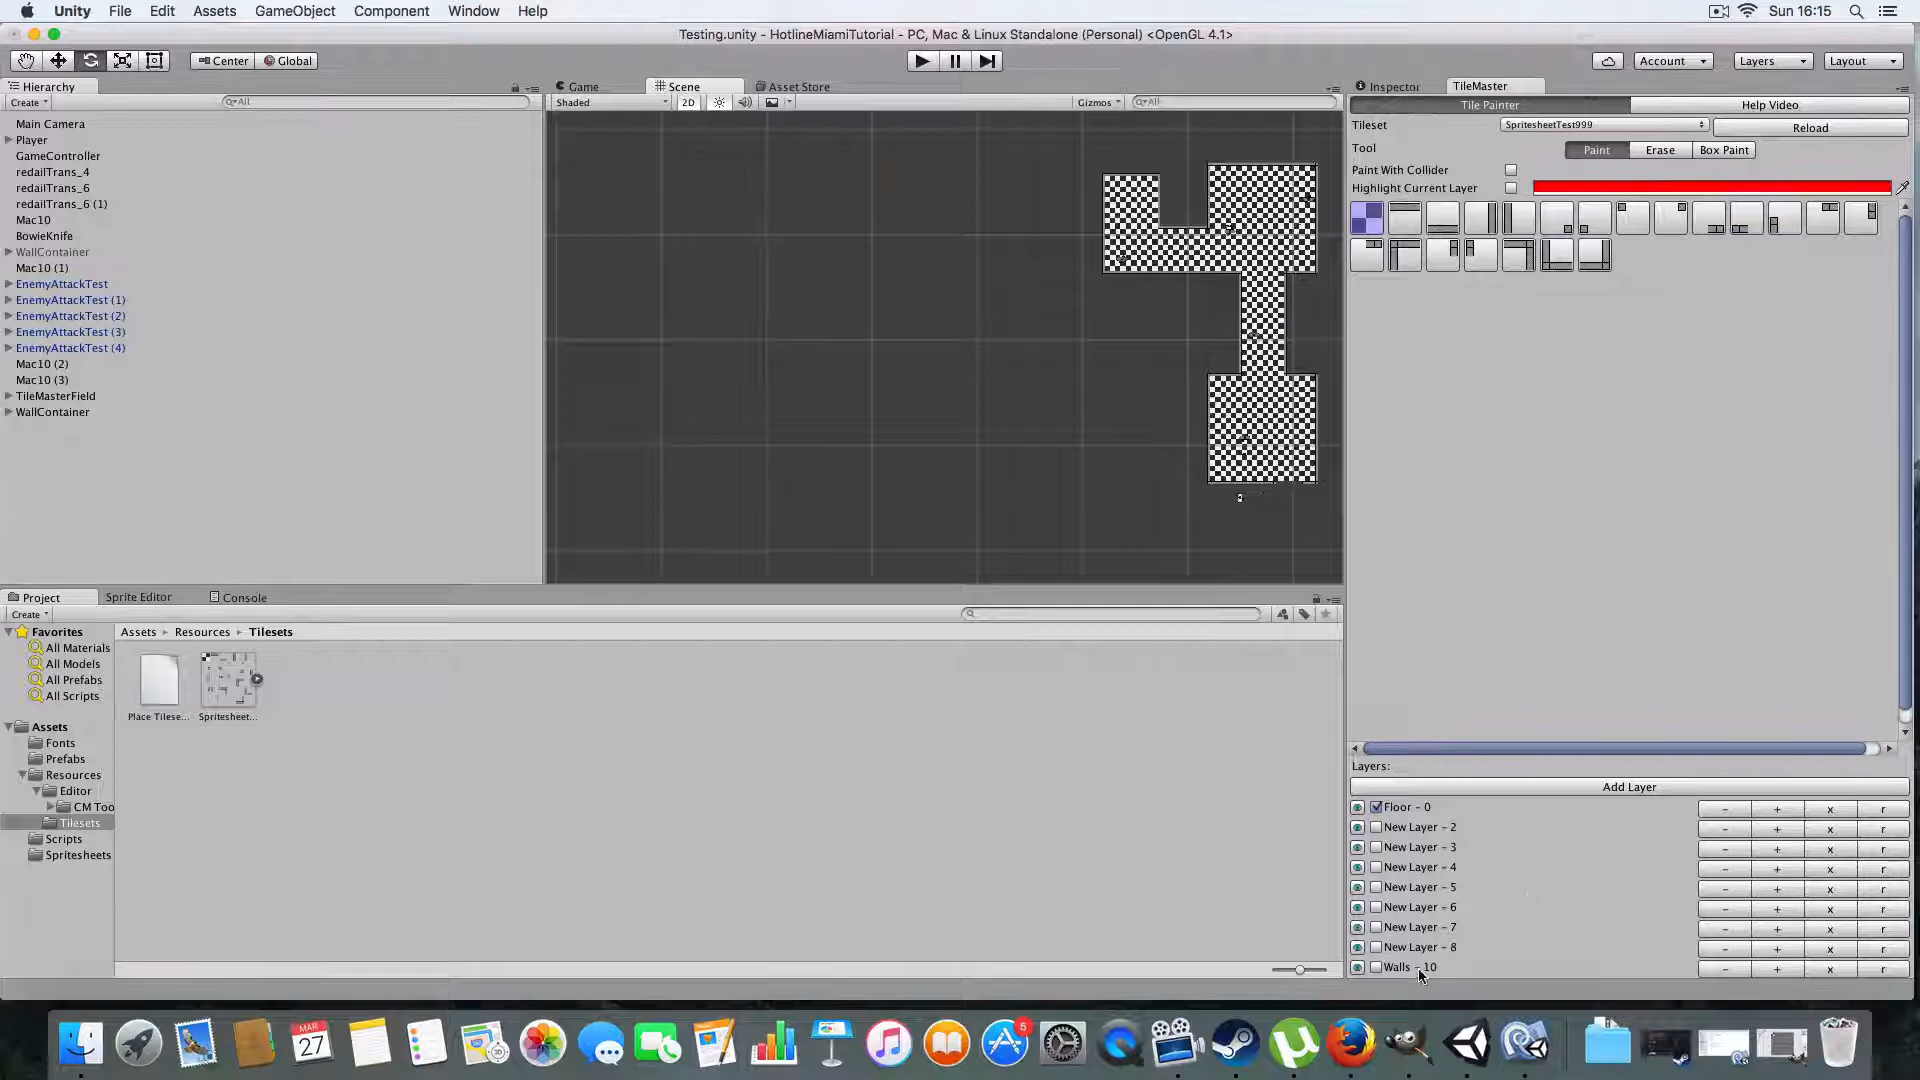 Unity File Edit Assets GameObject Component Window Help
Sun 16:15
Testing.unity - HotlineMiamiTutorial - PC, Mac & Linux Standalone (Personal) <OpenGL 4.1>
Center Global
Account Layers Layout
Hierarchy
Create All
Main Camera
Player
GameController
redailTrans_4
redailTrans_6
redailTrans_6 (1)
Mac10
BowieKnife
WallContainer
Mac10 (1)
EnemyAttackTest
EnemyAttackTest (1)
EnemyAttackTest (2)
EnemyAttackTest (3)
EnemyAttackTest (4)
Mac10 (2)
Mac10 (3)
TileMasterField
WallContainer
Game Scene Asset Store
Shaded 2D Gizmos All
Inspector TileMaster
Tile Painter Help Video
Tileset SpritesheetTest999 Reload
Tool Paint Erase Box Paint
Paint With Collider
Highlight Current Layer
Layers:
Add Layer
Floor - 0 - + x r
New Layer - 2 - + x r
New Layer - 3 - + x r
New Layer - 4 - + x r
New Layer - 5 - + x r
New Layer - 6 - + x r
New Layer - 7 - + x r
New Layer - 8 - + x r
Walls - 10 - + x r
Project Sprite Editor Console
Create
Favorites
All Materials
All Models
All Prefabs
All Scripts
Assets
Fonts
Prefabs
Resources
Editor
CM Too
Tilesets
Scripts
Spritesheets
Assets Resources Tilesets
Place Tilese... Spritesheet...
MAR
27
5